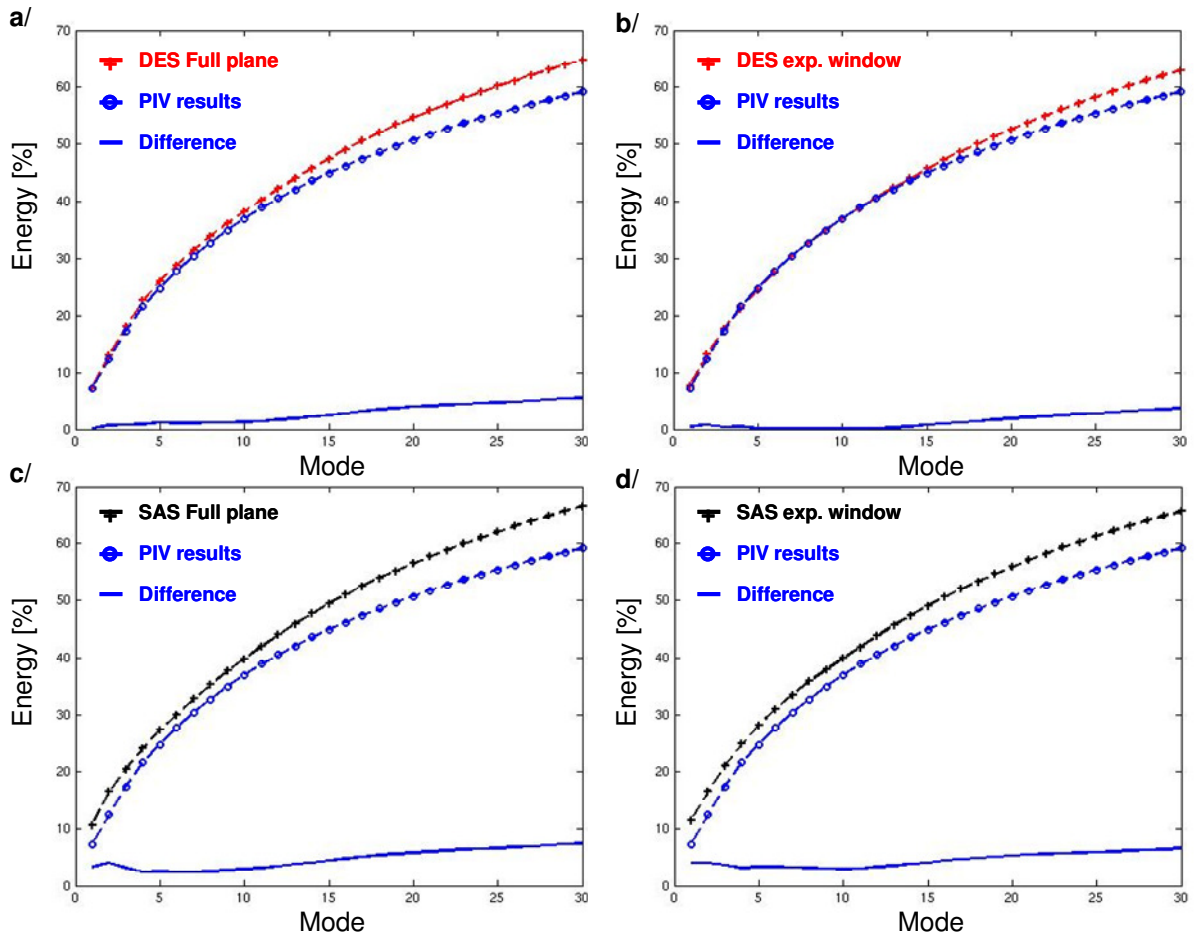 a/
70
60
50
40
30
20
10
0
Energy [%]
DES Full plane
PIV results
Difference
0 5 10 15 20 25 30
Mode
b/
70
60
50
40
30
20
10
0
Energy [%]
DES exp. window
PIV results
Difference
0 5 10 15 20 25 30
Mode
c/
70
60
50
40
30
20
10
0
Energy [%]
SAS Full plane
PIV results
Difference
0 5 10 15 20 25 30
Mode
d/
70
60
50
40
30
20
10
0
Energy [%]
SAS exp. window
PIV results
Difference
0 5 10 15 20 25 30
Mode